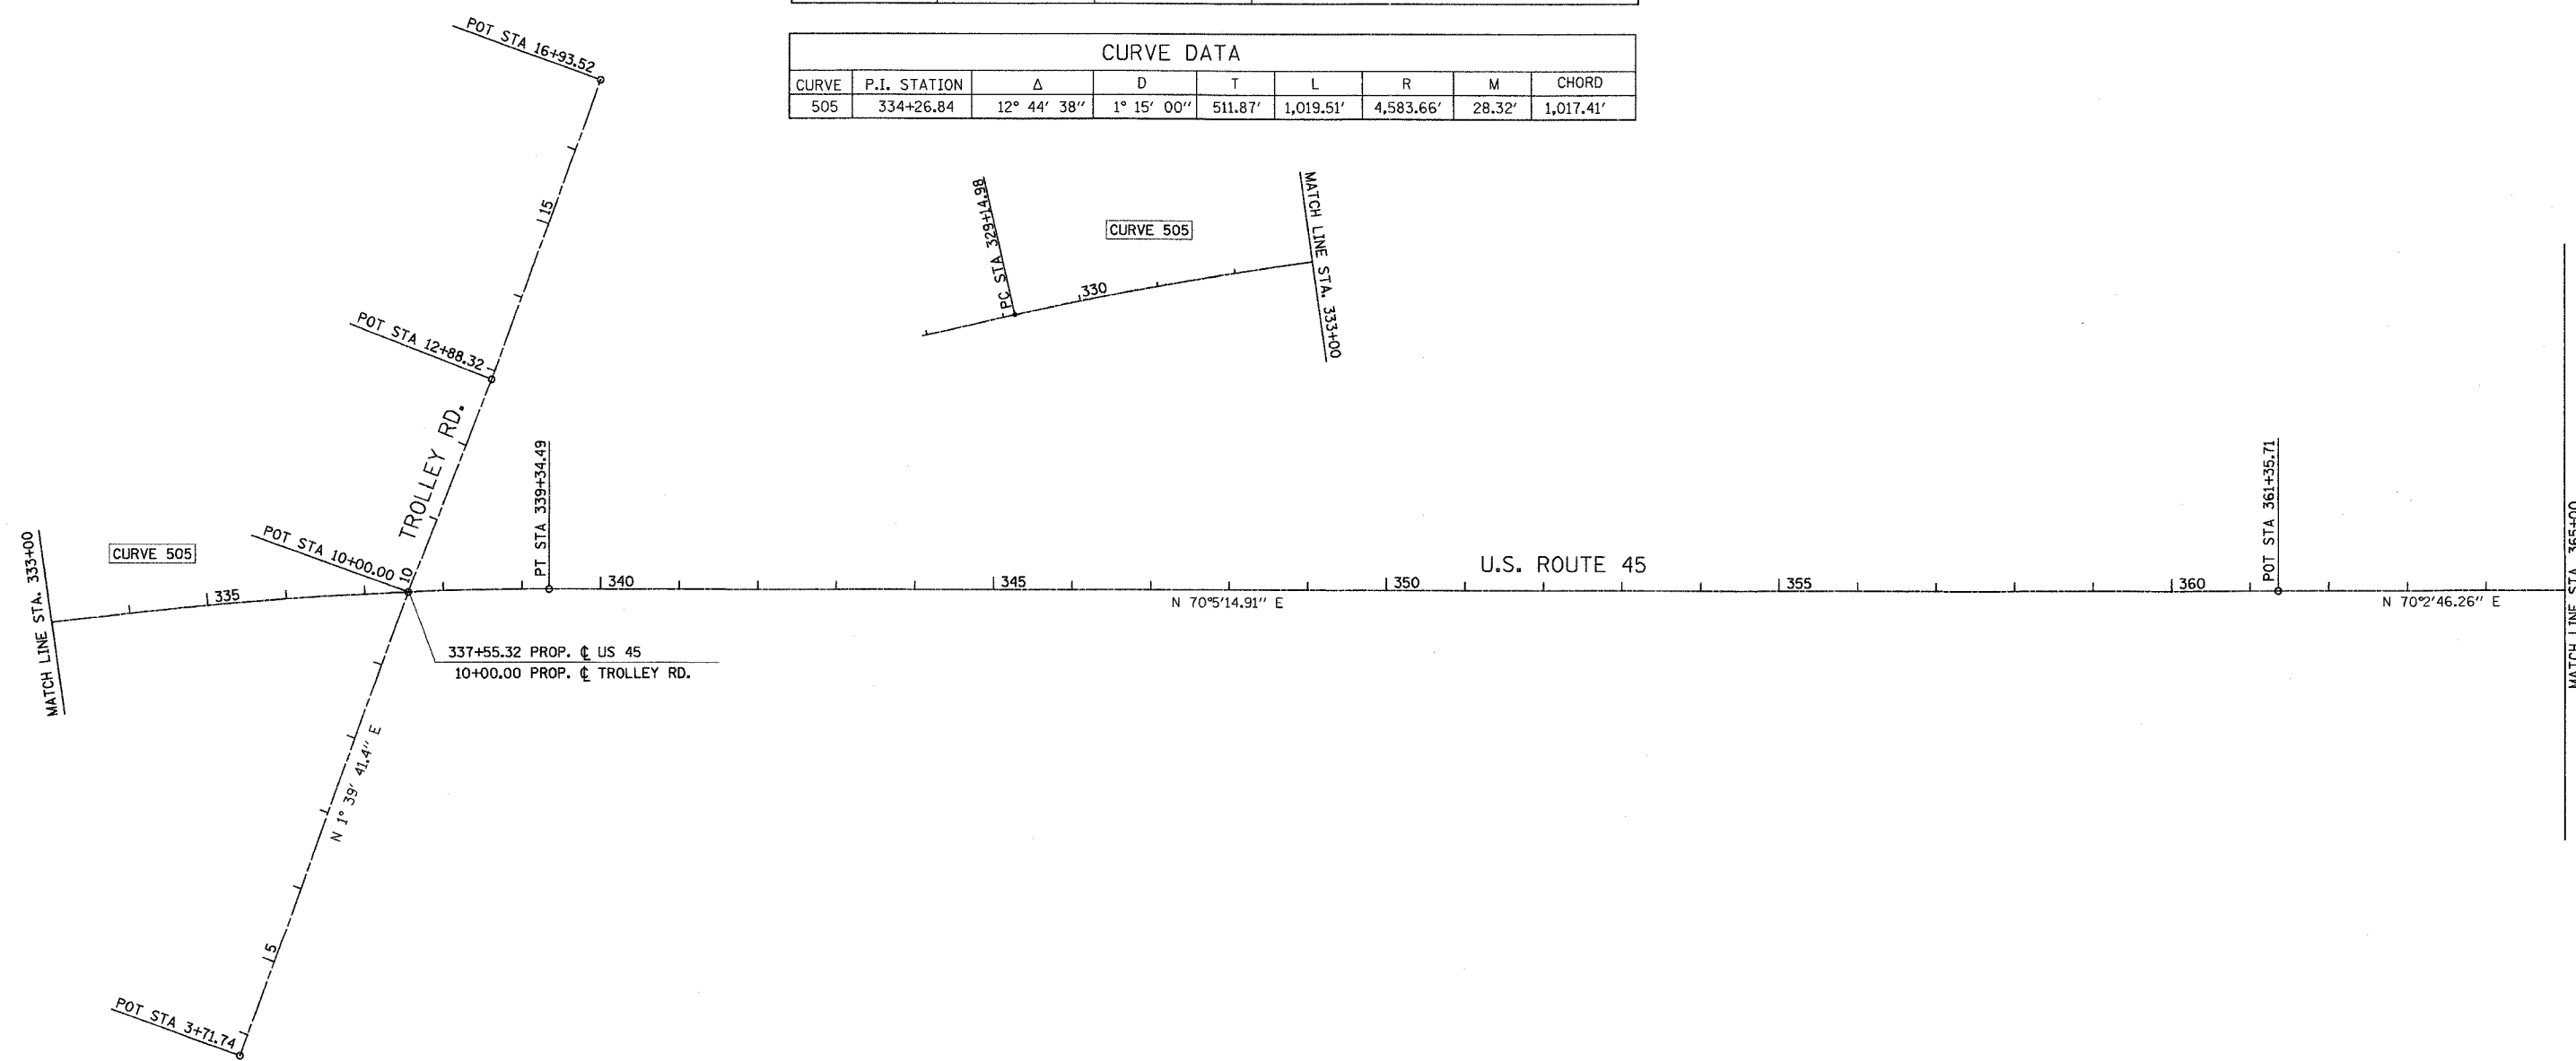 POT STA 16+93.52
CURVE DATA
CURVE P.I. STATION Δ D T L R M CHORD
505 334+26.84 12° 44' 38" 1° 15' 00" 511.87' 1,019.51' 4,583.66' 28.32' 1,017.41'
15
PC STA 329+14.98
CURVE 505
330
MATCH LINE STA. 333+00
POT STA 12+88.32
TROLLEY RD.
MATCH LINE STA. 333+00
CURVE 505
335
POT STA 10+00.00
10
PT STA 339+34.49
340
345
350
U.S. ROUTE 45
355
360
POT STA 361+35.71
N 70°5'14.91" E
N 70°2'46.26" E
MATCH LINE STA. 365+00
337+55.32 PROP. ℄ US 45
10+00.00 PROP. ℄ TROLLEY RD.
N 1° 39' 41.4" E
5
POT STA 3+71.74